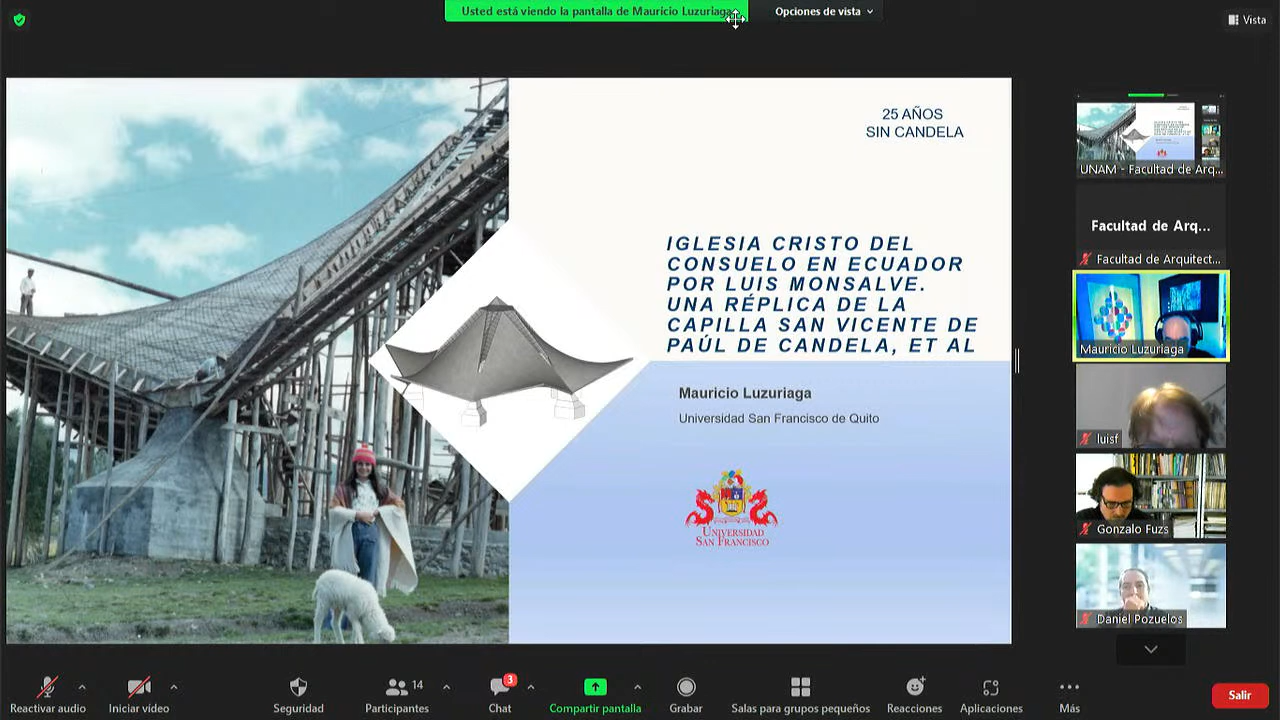 Usted está viendo la pantalla de Mauricio Luzuriaga
Opciones de vista
Vista
25 AÑOS
SIN CANDELA
IGLESIA CRISTO DEL
CONSUELO EN ECUADOR
POR LUIS MONSALVE.
UNA RÉPLICA DE LA
CAPILLA SAN VICENTE DE
PAÚL DE CANDELA, ET AL
Mauricio Luzuriaga
Universidad San Francisco de Quito
UNIVERSIDAD
SAN FRANCISCO
UNAM - Facultad de Arq...
Facultad de Arq...
Facultad de Arquitect...
Mauricio Luzuriaga
luisf
Gonzalo Fuzs
Daniel Pozuelos
Reactivar audio
Iniciar vídeo
Seguridad
14
Participantes
3
Chat
Compartir pantalla
Grabar
Salas para grupos pequeños
Reacciones
Aplicaciones
Más
Salir